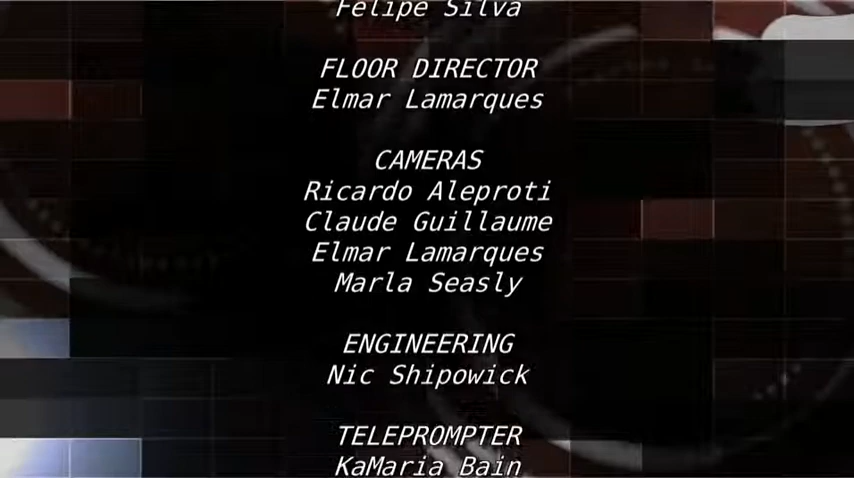 Felipe Silva
FLOOR DIRECTOR
Elmar Lamarques
CAMERAS
Ricardo Aleproti
Claude Guillaume
Elmar Lamarques
Marla Seasly
ENGINEERING
Nic Shipowick
TELEPROMPTER
KaMaria Bain